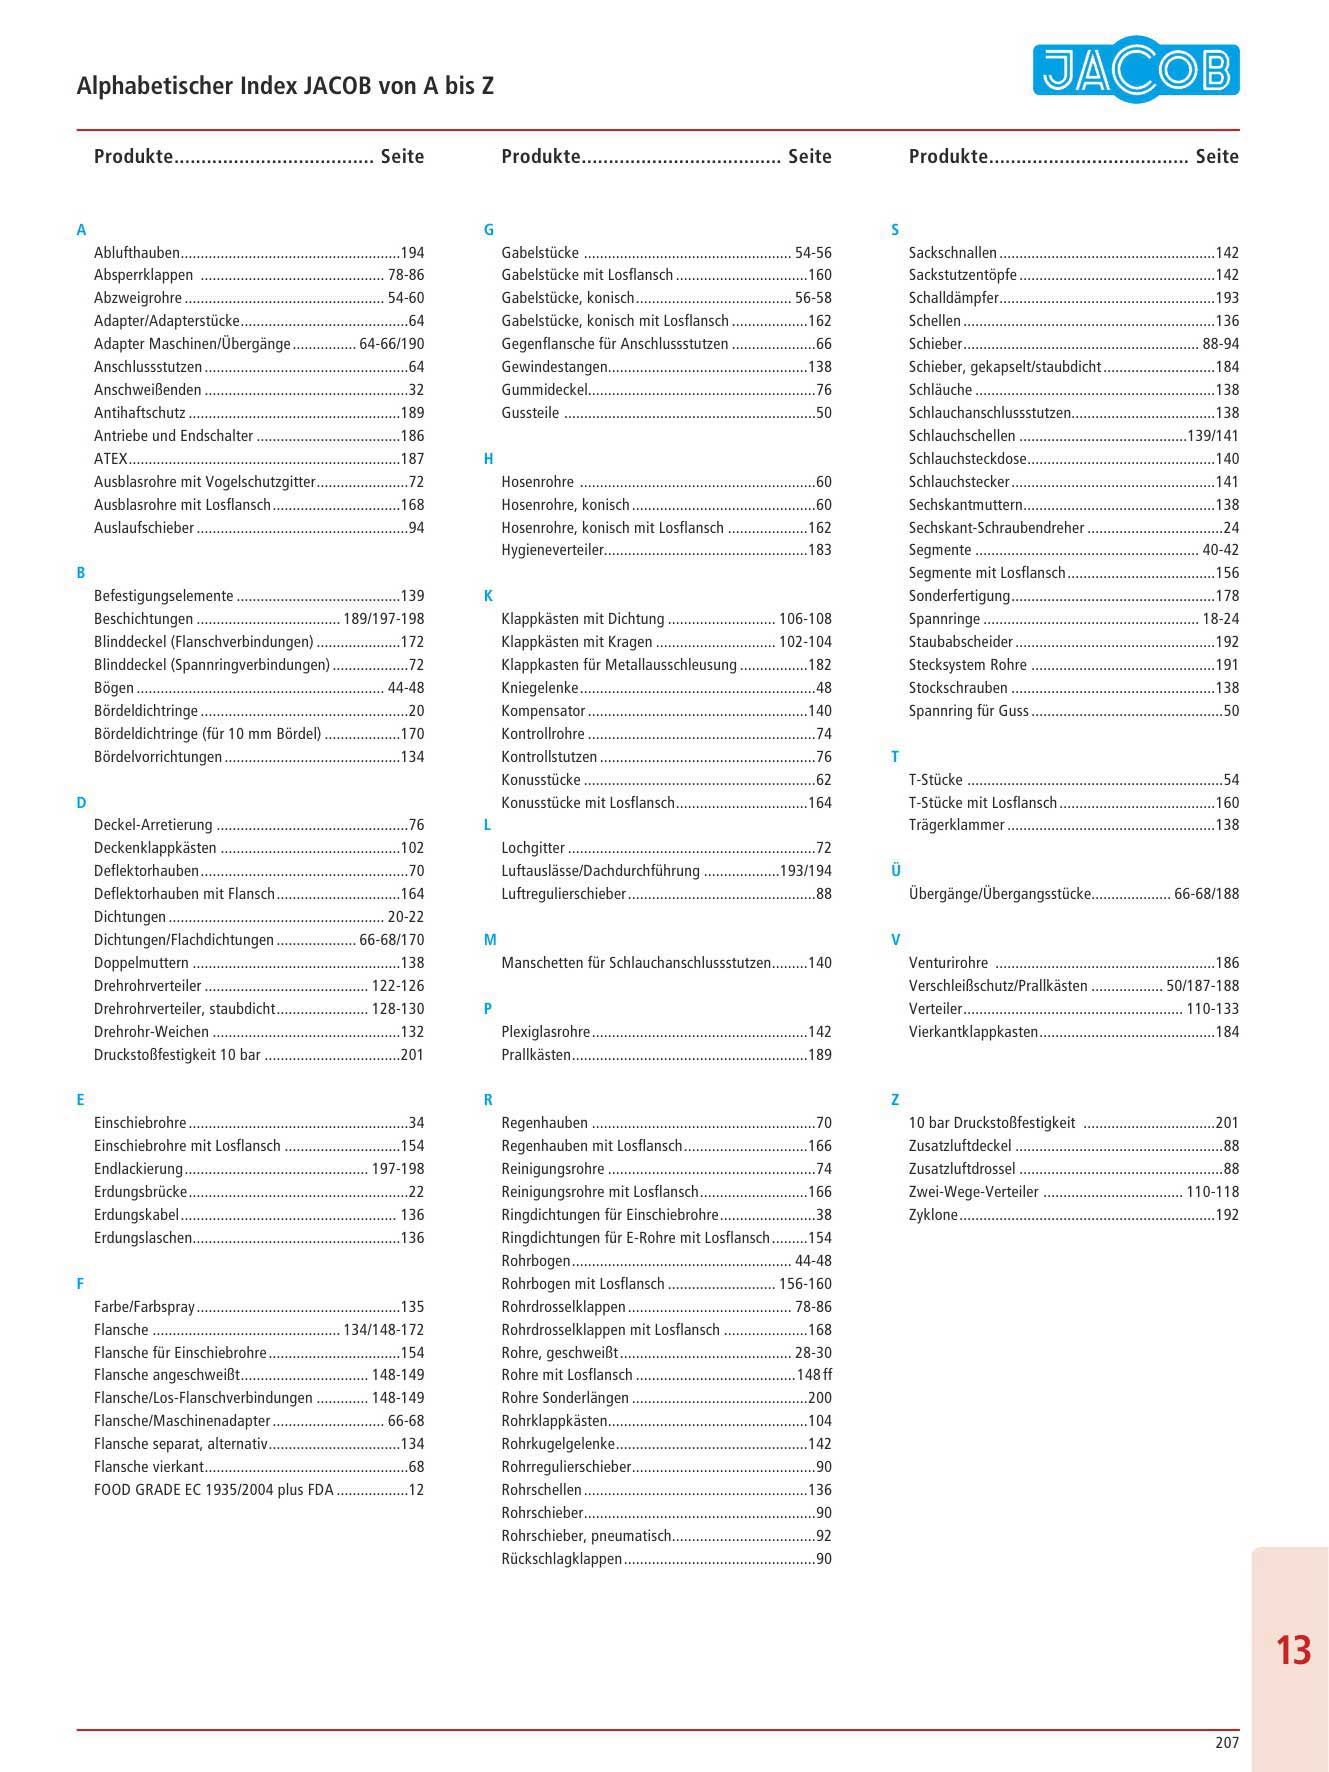 Alphabetischer Index JACOB von A bis Z
JACOB
Produkte..................................... Seite
A
Ablufthauben.......................................................194
Absperrklappen .............................................. 78-86
Abzweigrohre .................................................. 54-60
Adapter/Adapterstücke..........................................64
Adapter Maschinen/Übergänge................ 64-66/190
Anschlussstutzen ...................................................64
Anschweißenden ...................................................32
Antihaftschutz .....................................................189
Antriebe und Endschalter ....................................186
ATEX....................................................................187
Ausblasrohre mit Vogelschutzgitter.......................72
Ausblasrohre mit Losflansch................................168
Auslaufschieber .....................................................94
B
Befestigungselemente .........................................139
Beschichtungen .................................... 189/197-198
Blinddeckel (Flanschverbindungen) .....................172
Blinddeckel (Spannringverbindungen)...................72
Bögen .............................................................. 44-48
Bördeldichtringe ....................................................20
Bördeldichtringe (für 10 mm Bördel) ...................170
Bördelvorrichtungen............................................134
D
Deckel-Arretierung ................................................76
Deckenklappkästen .............................................102
Deflektorhauben....................................................70
Deflektorhauben mit Flansch...............................164
Dichtungen ...................................................... 20-22
Dichtungen/Flachdichtungen .................... 66-68/170
Doppelmuttern ....................................................138
Drehrohrverteiler ......................................... 122-126
Drehrohrverteiler, staubdicht....................... 128-130
Drehrohr-Weichen ...............................................132
Druckstoßfestigkeit 10 bar ..................................201
E
Einschiebrohre.......................................................34
Einschiebrohre mit Losflansch .............................154
Endlackierung.............................................. 197-198
Erdungsbrücke.......................................................22
Erdungskabel...................................................... 136
Erdungslaschen....................................................136
F
Farbe/Farbspray...................................................135
Flansche ............................................... 134/148-172
Flansche für Einschiebrohre.................................154
Flansche angeschweißt................................ 148-149
Flansche/Los-Flanschverbindungen ............. 148-149
Flansche/Maschinenadapter ............................ 66-68
Flansche separat, alternativ.................................134
Flansche vierkant...................................................68
FOOD GRADE EC 1935/2004 plus FDA ..................12
Produkte..................................... Seite
G
Gabelstücke .................................................... 54-56
Gabelstücke mit Losflansch .................................160
Gabelstücke, konisch....................................... 56-58
Gabelstücke, konisch mit Losflansch ...................162
Gegenflansche für Anschlussstutzen .....................66
Gewindestangen..................................................138
Gummideckel.........................................................76
Gussteile ...............................................................50
H
Hosenrohre ...........................................................60
Hosenrohre, konisch..............................................60
Hosenrohre, konisch mit Losflansch ....................162
Hygieneverteiler...................................................183
K
Klappkästen mit Dichtung ........................... 106-108
Klappkästen mit Kragen .............................. 102-104
Klappkasten für Metallausschleusung .................182
Kniegelenke...........................................................48
Kompensator .......................................................140
Kontrollrohre .........................................................74
Kontrollstutzen ......................................................76
Konusstücke ..........................................................62
Konusstücke mit Losflansch.................................164
L
Lochgitter ..............................................................72
Luftauslässe/Dachdurchführung ...................193/194
Luftregulierschieber...............................................88
M
Manschetten für Schlauchanschlussstutzen.........140
P
Plexiglasrohre......................................................142
Prallkästen...........................................................189
R
Regenhauben ........................................................70
Regenhauben mit Losflansch...............................166
Reinigungsrohre ....................................................74
Reinigungsrohre mit Losflansch...........................166
Ringdichtungen für Einschiebrohre........................38
Ringdichtungen für E-Rohre mit Losflansch.........154
Rohrbogen....................................................... 44-48
Rohrbogen mit Losflansch ........................... 156-160
Rohrdrosselklappen ......................................... 78-86
Rohrdrosselklappen mit Losflansch .....................168
Rohre, geschweißt........................................... 28-30
Rohre mit Losflansch ........................................148 ff
Rohre Sonderlängen ............................................200
Rohrklappkästen..................................................104
Rohrkugelgelenke................................................142
Rohrregulierschieber..............................................90
Rohrschellen ........................................................136
Rohrschieber..........................................................90
Rohrschieber, pneumatisch....................................92
Rückschlagklappen................................................90
Produkte..................................... Seite
S
Sackschnallen ......................................................142
Sackstutzentöpfe .................................................142
Schalldämpfer......................................................193
Schellen ...............................................................136
Schieber........................................................... 88-94
Schieber, gekapselt/staubdicht............................184
Schläuche ............................................................138
Schlauchanschlussstutzen....................................138
Schlauchschellen ..........................................139/141
Schlauchsteckdose...............................................140
Schlauchstecker...................................................141
Sechskantmuttern................................................138
Sechskant-Schraubendreher ..................................24
Segmente ........................................................ 40-42
Segmente mit Losflansch.....................................156
Sonderfertigung...................................................178
Spannringe ...................................................... 18-24
Staubabscheider ..................................................192
Stecksystem Rohre ..............................................191
Stockschrauben ...................................................138
Spannring für Guss................................................50
T
T-Stücke ................................................................54
T-Stücke mit Losflansch .......................................160
Trägerklammer ....................................................138
Ü
Übergänge/Übergangsstücke.................... 66-68/188
V
Venturirohre .......................................................186
Verschleißschutz/Prallkästen .................. 50/187-188
Verteiler....................................................... 110-133
Vierkantklappkasten............................................184
Z
10 bar Druckstoßfestigkeit .................................201
Zusatzluftdeckel ....................................................88
Zusatzluftdrossel ...................................................88
Zwei-Wege-Verteiler ................................... 110-118
Zyklone................................................................192
13
207